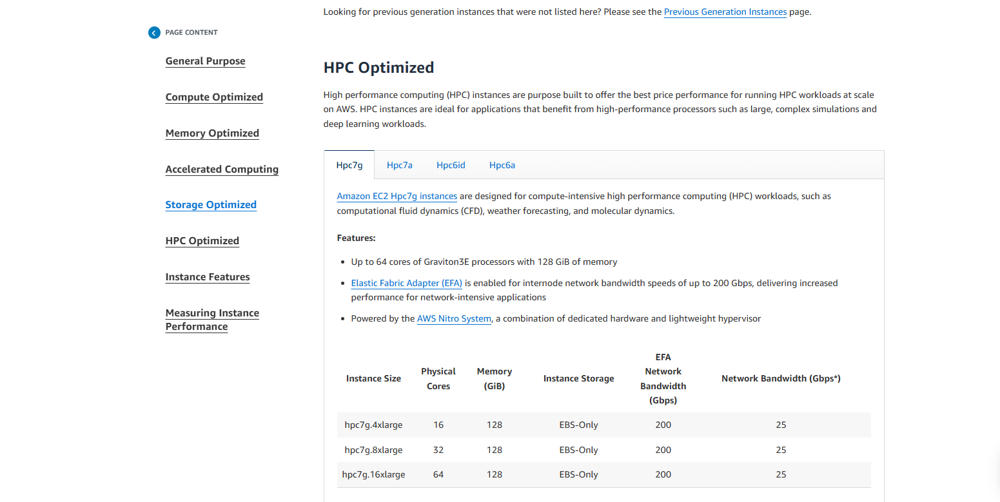 Looking for previous generation instances that were not listed here? Please see the Previous Generation Instances page.
PAGE CONTENT
General Purpose
Compute Optimized
Memory Optimized
Accelerated Computing
Storage Optimized
HPC Optimized
Instance Features
Measuring Instance
Performance
HPC Optimized
High performance computing (HPC) instances are purpose built to offer the best price performance for running HPC workloads at scale
on AWS. HPC instances are ideal for applications that benefit from high-performance processors such as large, complex simulations and
deep learning workloads.
Hpc7g Hpc7a Hpc6id Hpc6a
Amazon EC2 Hpc7g instances are designed for compute-intensive high performance computing (HPC) workloads, such as
computational fluid dynamics (CFD), weather forecasting, and molecular dynamics.
Features:
• Up to 64 cores of Graviton3E processors with 128 GiB of memory
• Elastic Fabric Adapter (EFA) is enabled for internode network bandwidth speeds of up to 200 Gbps, delivering increased
performance for network-intensive applications
• Powered by the AWS Nitro System, a combination of dedicated hardware and lightweight hypervisor
Instance Size
Physical
Cores
Memory
(GiB)
Instance Storage
EFA
Network
Bandwidth
(Gbps)
Network Bandwidth (Gbps*)
hpc7g.4xlarge 16 128 EBS-Only 200 25
hpc7g.8xlarge 32 128 EBS-Only 200 25
hpc7g.16xlarge 64 128 EBS-Only 200 25